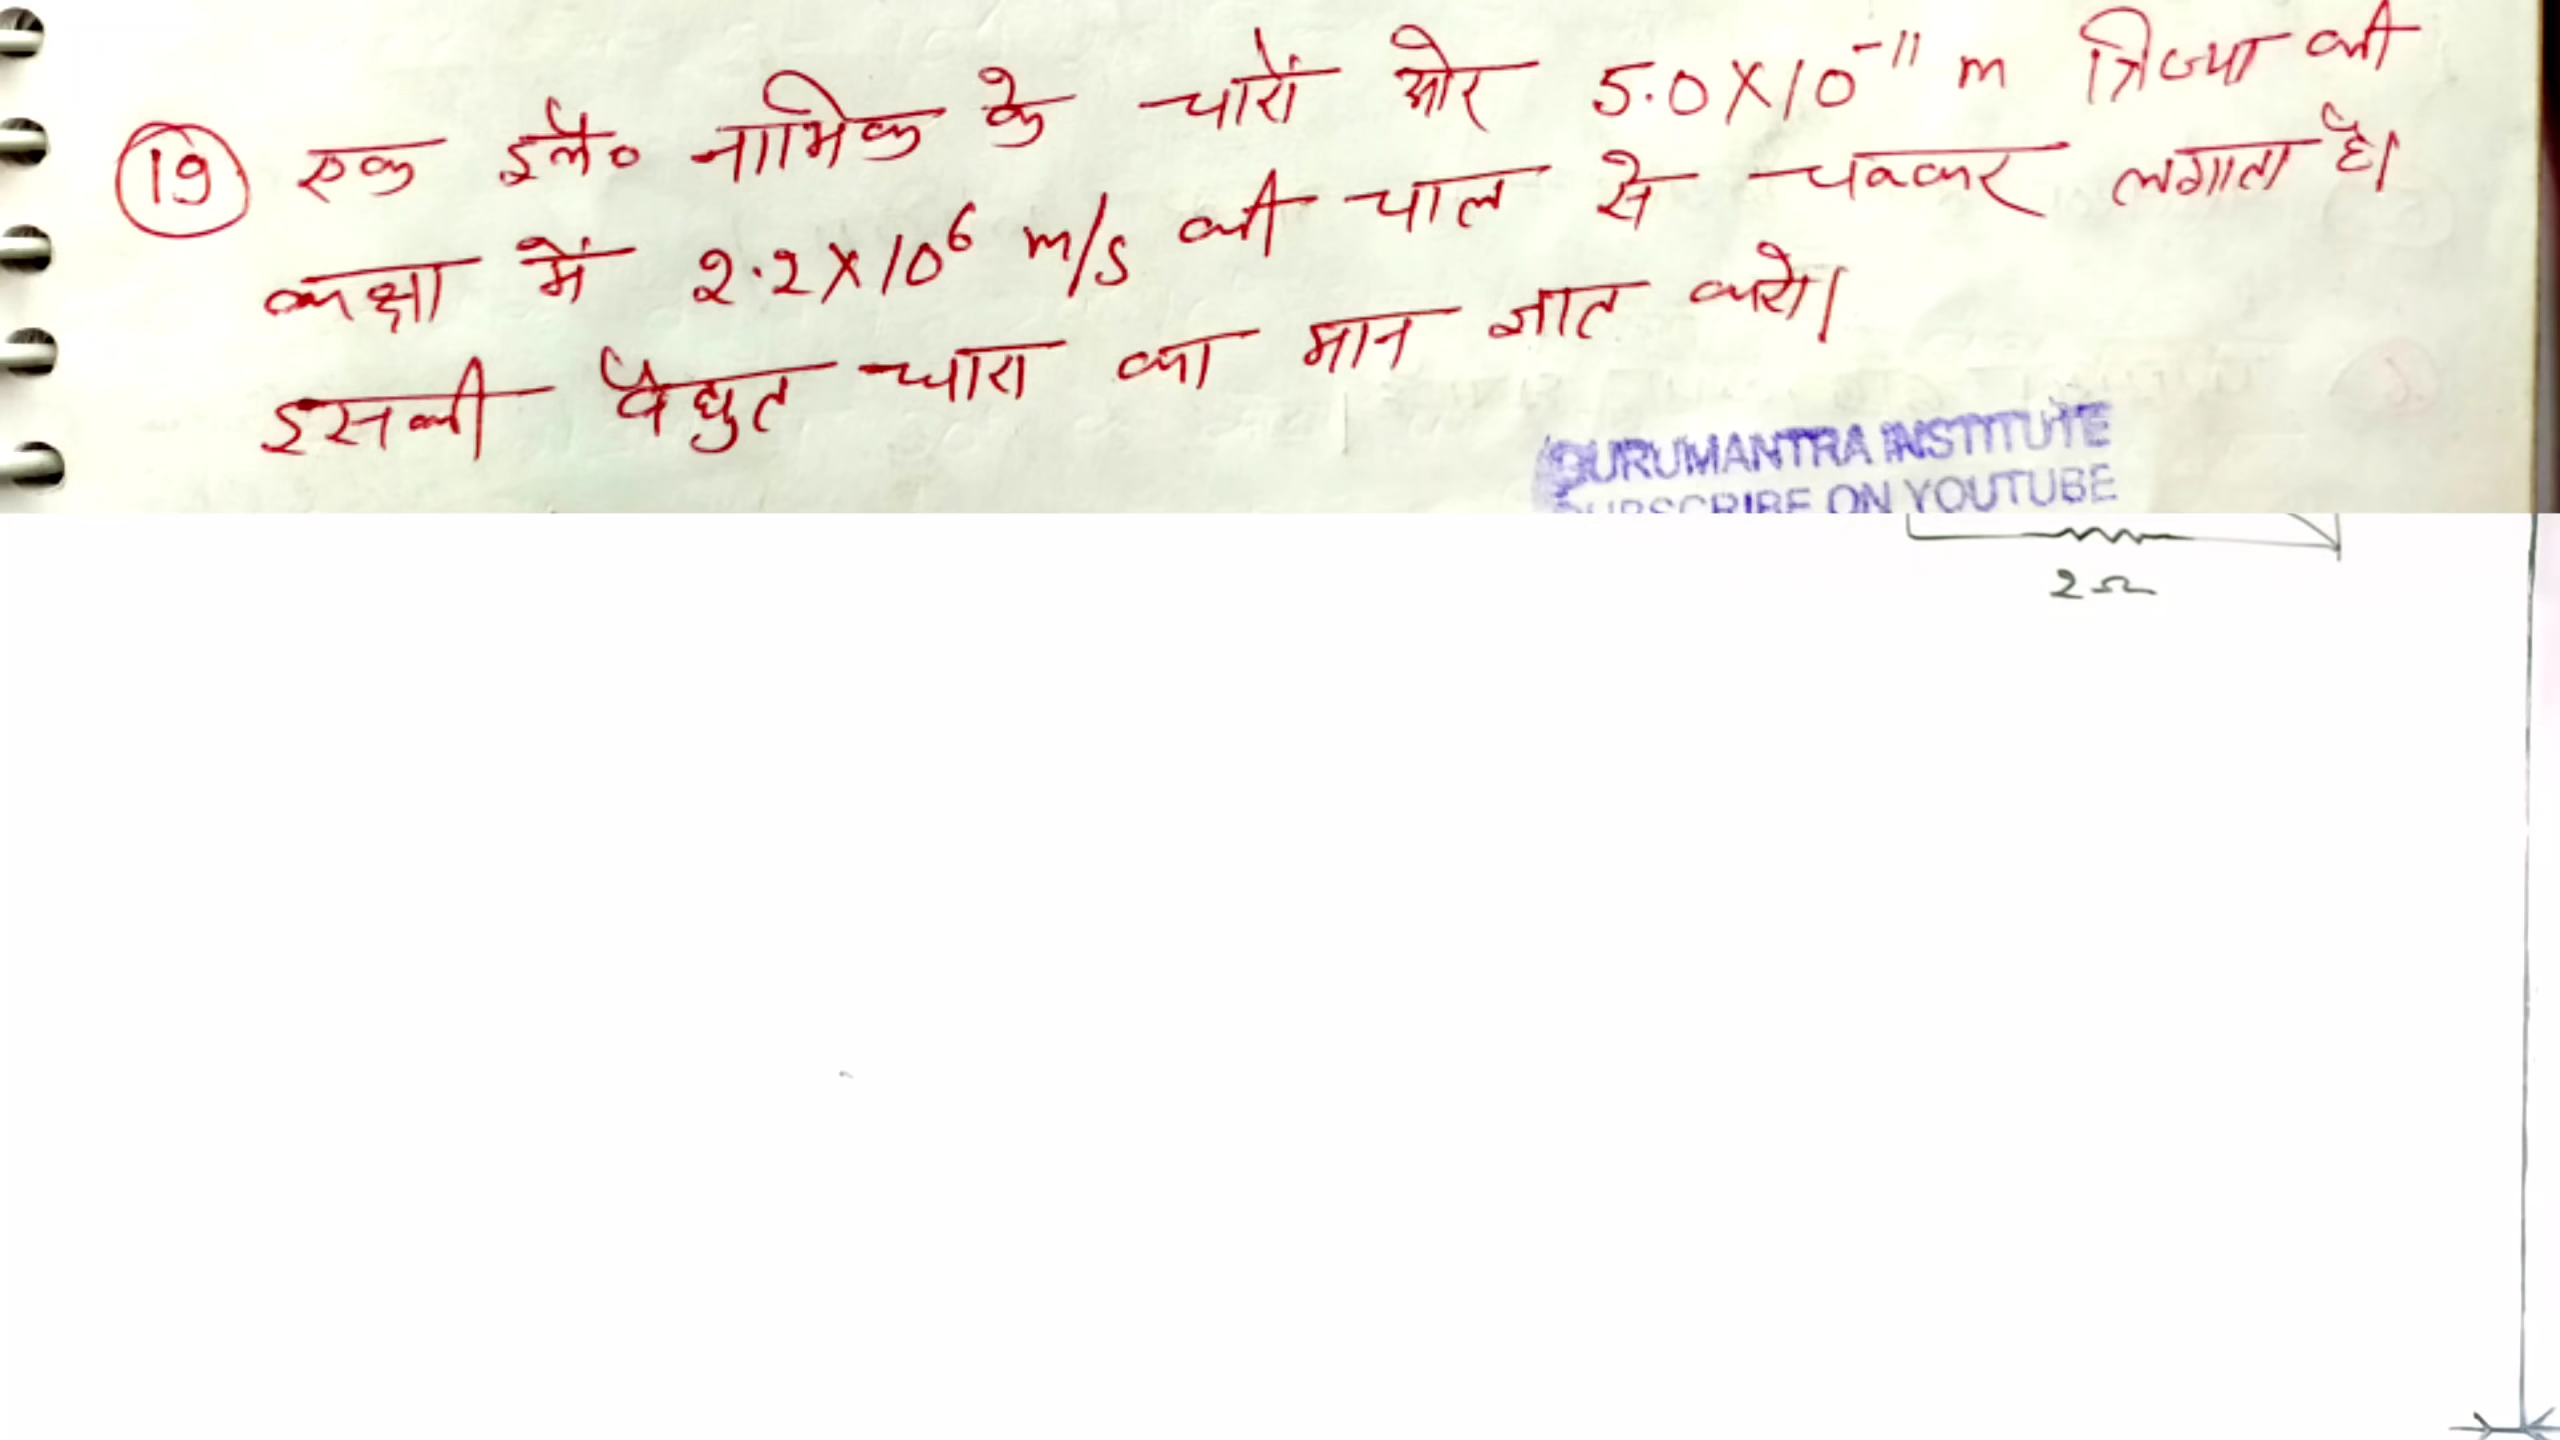 19 एक इलै० नाभिक के चारों ओर 5.0×10⁻¹¹ m त्रिज्या की
कक्षा में 2.2×10⁶ m/s की चाल से चक्कर लगाता है।
इसकी वैद्युत धारा का मान ज्ञात करो।
GURUMANTRA INSTITUTE
SUBSCRIBE ON YOUTUBE
2Ω